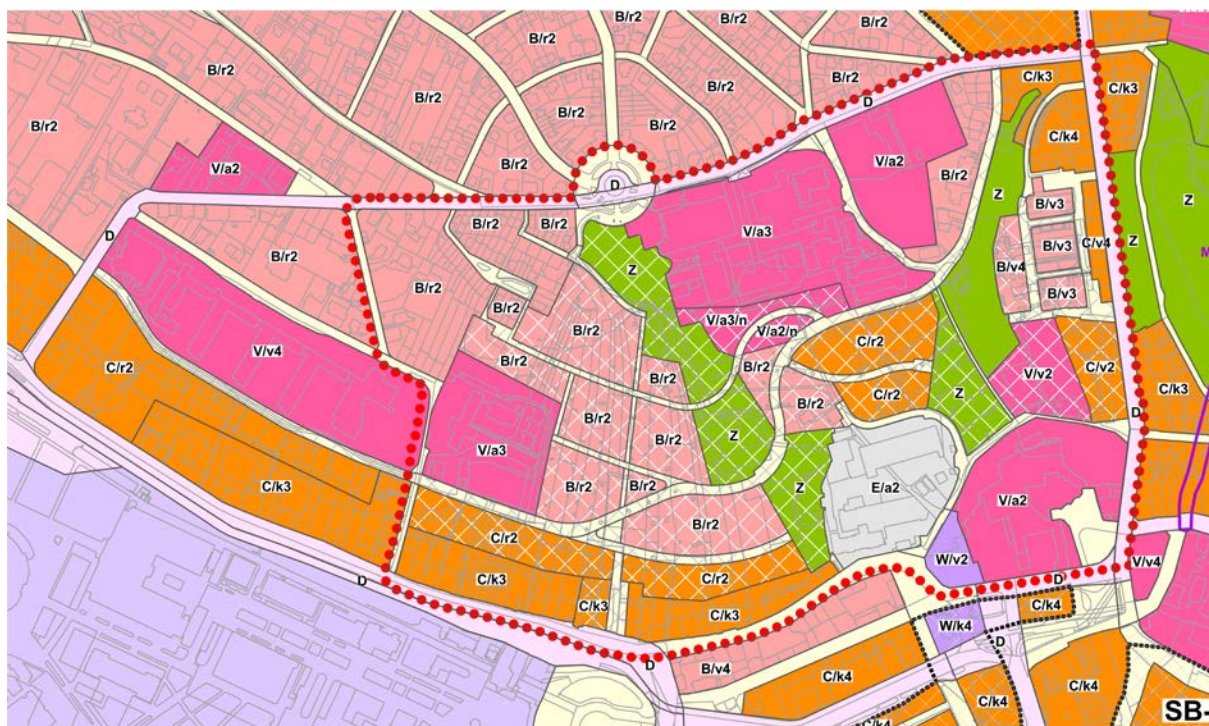 B/r2
B/r2
B/r2
B/r2
B/r2
B/r2
C/k3
C/k3
D
B/r2
B/r2
B/r2
B/r2
C/k4
B/r2
V/a2
V/a2
B/r2
Z
Z
D
B/r2
B/r2
V/a3
B/v3
C/v4
Z
D
B/r2
B/r2
Z
B/v4
B/v3
M
B/v3
B/r2
B/r2
V/a3/n
V/a2/n
V/v4
C/r2
B/r2
B/r2
B/r2
C/r2
V/v2
C/v2
C/k3
C/r2
B/r2
B/r2
Z
D
V/a3
Z
B/r2
B/r2
B/r2
Z
E/a2
V/a2
C/k3
C/r2
B/r2
W/v2
V/v4
D
C/k3
C/r2
D
C/k3
C/k3
C/k4
W/k4
D
D
B/v4
C/k4
C/k4
C/k4
C/k4
SB-